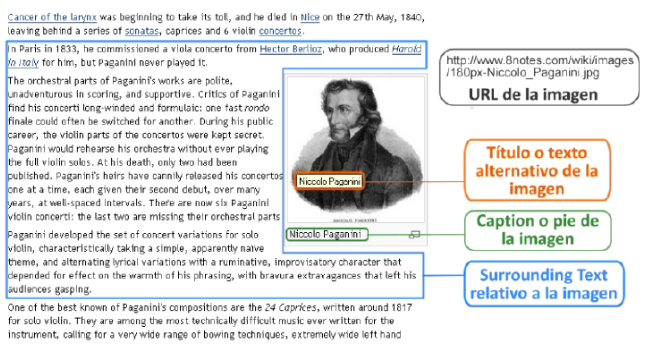 Cancer of the larynx was beginning to take its toll, and he died in Nice on the 27th May, 1840,
leaving behind a series of sonatas, caprices and 6 violin concertos.
In Paris in 1833, he commissioned a viola concerto from Hector Berlioz, who produced Harold
in Italy for him, but Paganini never played it.
The orchestral parts of Paganini's works are polite,
unadventurous in scoring, and supportive. Critics of Paganini
find his concerti long-winded and formulaic: one fast rondo
finale could often be switched for another. During his public
career, the violin parts of the concertos were kept secret.
Paganini would rehearse his orchestra without ever playing
the full violin solos. At his death, only two had been
published. Paganini's heirs have cannily released his concertos
one at a time, each given their second debut, over many
years, at well-spaced intervals. There are now six Paganini
violin concerti: the last two are missing their orchestral parts
Paganini developed the set of concert variations for solo
violin, characteristically taking a simple, apparently naive
theme, and alternating lyrical variations with a ruminative, improvisatory character that
depended for effect on the warmth of his phrasing, with bravura extravagances that left his
audiences gasping.
One of the best known of Paganini's compositions are the 24 Caprices, written around 1817
for solo violin. They are among the most technically difficult music ever written for the
instrument, calling for a very wide range of bowing techniques, extremely wide left hand
Niccolo Paganini
NICCOLO PAGANINI
Niccolo Paganini
http://www.8notes.com/wiki/images
/180px-Niccolo_Paganini.jpg
URL de la imagen
Título o texto
alternativo de la
imagen
Caption o pie de
la imagen
Surrounding Text
relativo a la imagen